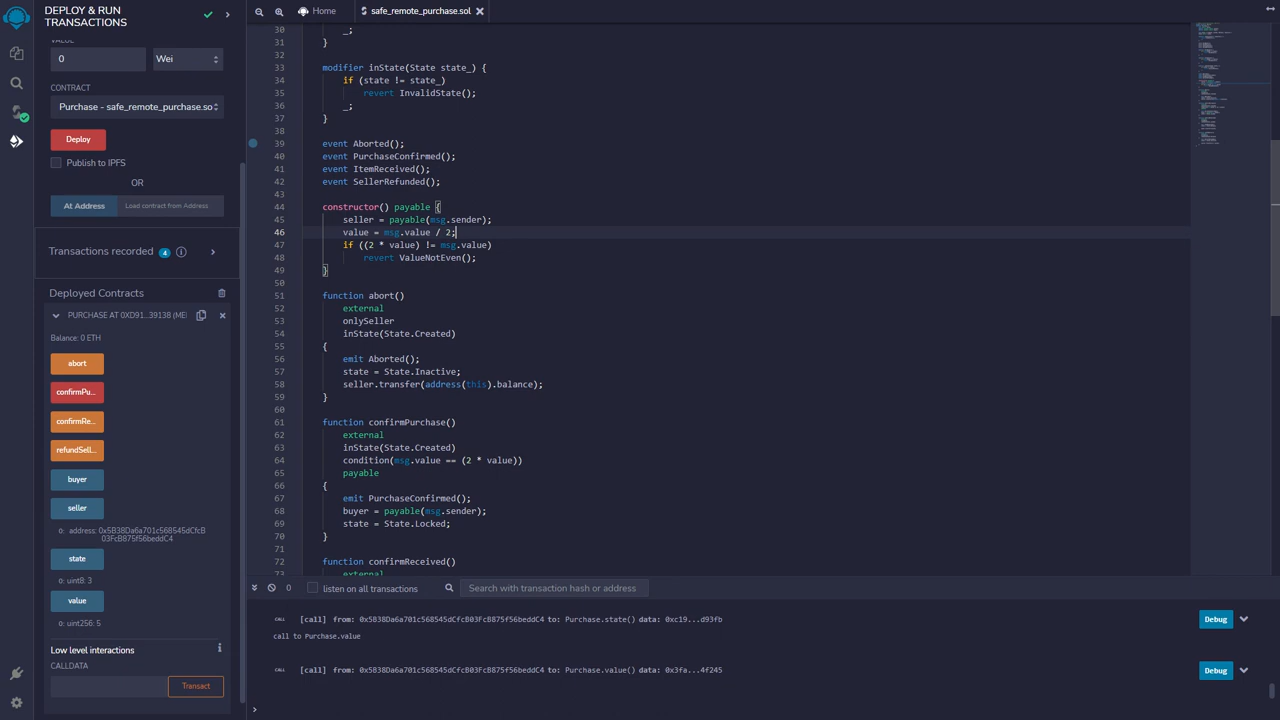 DEPLOY & RUN
TRANSACTIONS
VALUE
0
Wei
CONTRACT
Purchase - safe_remote_purchase.so
Deploy
Publish to IPFS
OR
At Address
Load contract from Address
Transactions recorded
4
i
Deployed Contracts
PURCHASE AT 0XD91...39138 (ME
Balance: 0 ETH
abort
confirmPu...
confirmRe...
refundSell...
buyer
seller
0: address: 0x5B38Da6a701c568545dCfcB
03FcB875f56beddC4
state
0: uint8: 3
value
0: uint256: 5
Low level interactions
i
CALLDATA
Transact
Home
safe_remote_purchase.sol
30 _;
31 }
32
33 modifier inState(State state_) {
34 if (state != state_)
35 revert InvalidState();
36 _;
37 }
38
39 event Aborted();
40 event PurchaseConfirmed();
41 event ItemReceived();
42 event SellerRefunded();
43
44 constructor() payable {
45 seller = payable(msg.sender);
46 value = msg.value / 2;
47 if ((2 * value) != msg.value)
48 revert ValueNotEven();
49 }
50
51 function abort()
52 external
53 onlySeller
54 inState(State.Created)
55 {
56 emit Aborted();
57 state = State.Inactive;
58 seller.transfer(address(this).balance);
59 }
60
61 function confirmPurchase()
62 external
63 inState(State.Created)
64 condition(msg.value == (2 * value))
65 payable
66 {
67 emit PurchaseConfirmed();
68 buyer = payable(msg.sender);
69 state = State.Locked;
70 }
71
72 function confirmReceived()
73 external
0
listen on all transactions
Search with transaction hash or address
CALL [call] from: 0x5B38Da6a701c568545dCfcB03FcB875f56beddC4 to: Purchase.state() data: 0xc19...d93fb
Debug
call to Purchase.value
CALL [call] from: 0x5B38Da6a701c568545dCfcB03FcB875f56beddC4 to: Purchase.value() data: 0x3fa...4f245
Debug
>